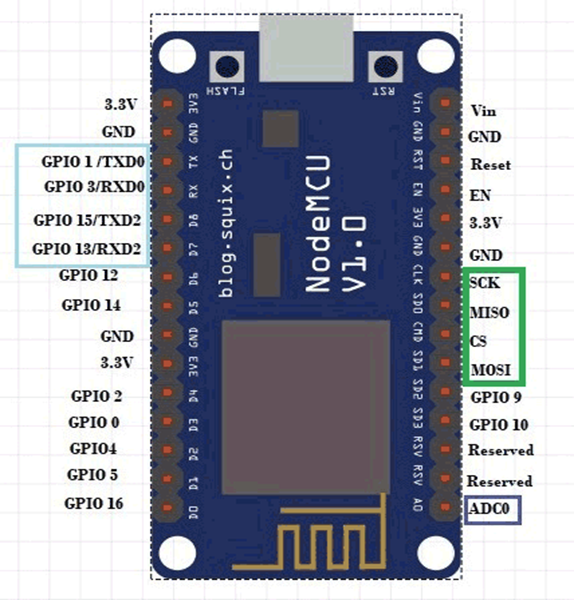 FLASH
RST
3.3V
GND
GPIO 1 /TXD0
GPIO 3/RXD0
GPIO 15/TXD2
GPIO 13/RXD2
GPIO 12
GPIO 14
GND
3.3V
GPIO 2
GPIO 0
GPIO4
GPIO 5
GPIO 16
3V3
GND
TX
RX
D8
D7
D6
D5
GND
3V3
D4
D3
D2
D1
D0
blog.squix.ch
NodeMCU
V1.0
Vin
GND
RST
EN
3V3
GND
CLK
SD0
CMD
SD1
SD2
SD3
RSV
RSV
A0
Vin
GND
Reset
EN
3.3V
GND
SCK
MISO
CS
MOSI
GPIO 9
GPIO 10
Reserved
Reserved
ADC0